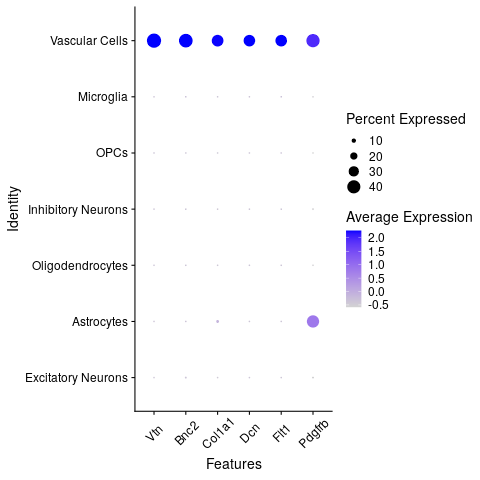 Vascular Cells
Microglia
OPCs
Inhibitory Neurons
Oligodendrocytes
Astrocytes
Excitatory Neurons
Identity
Vtn
Bnc2
Col1a1
Dcn
Flt1
Pdgfrb
Features
Percent Expressed
10
20
30
40
Average Expression
2.0
1.5
1.0
0.5
0.0
-0.5